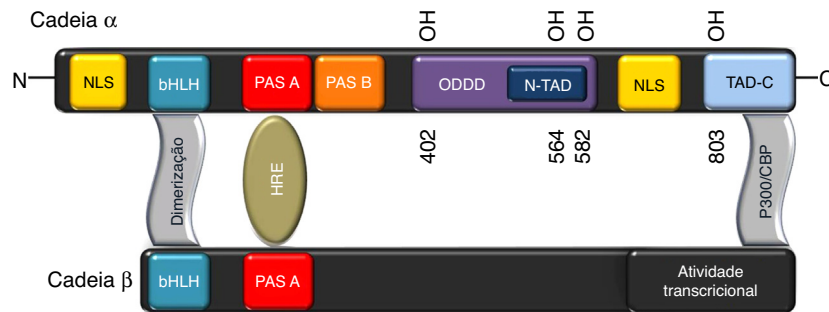 Cadeia α
OH
OH
OH
OH
N
NLS
bHLH
PAS A
PAS B
ODDD
N-TAD
NLS
TAD-C
C
Dimerização
HRE
402
564
582
803
P300/CBP
Cadeia β
bHLH
PAS A
Atividade
transcricional